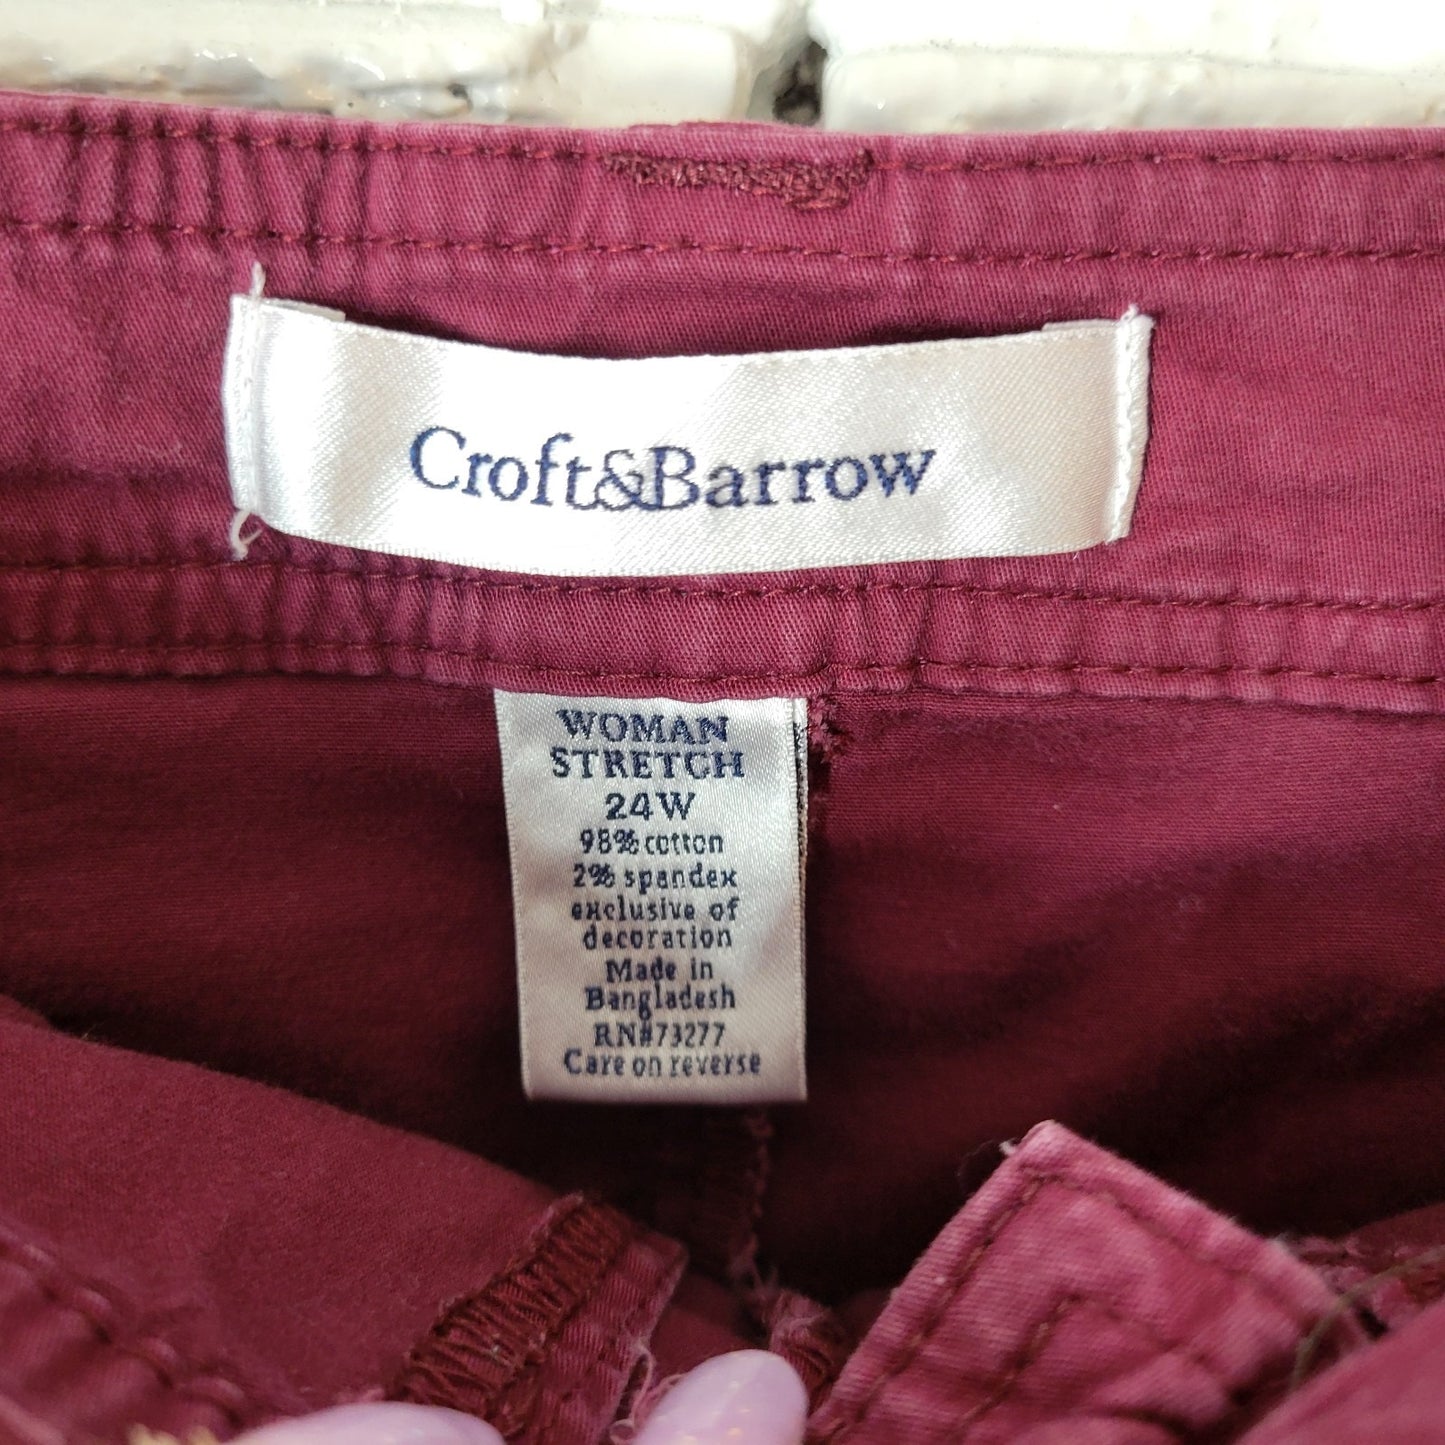 Croft&Barrow
WOMAN
STRETCH
24W
98% cotton
2% spandex
exclusive of
decoration
Made in
Bangladesh
RN#73277
Care on reverse